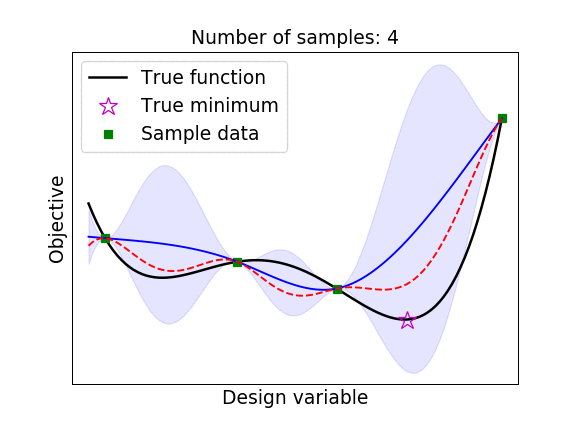 Number of samples: 4
True function
True minimum
Sample data
Objective
Design variable